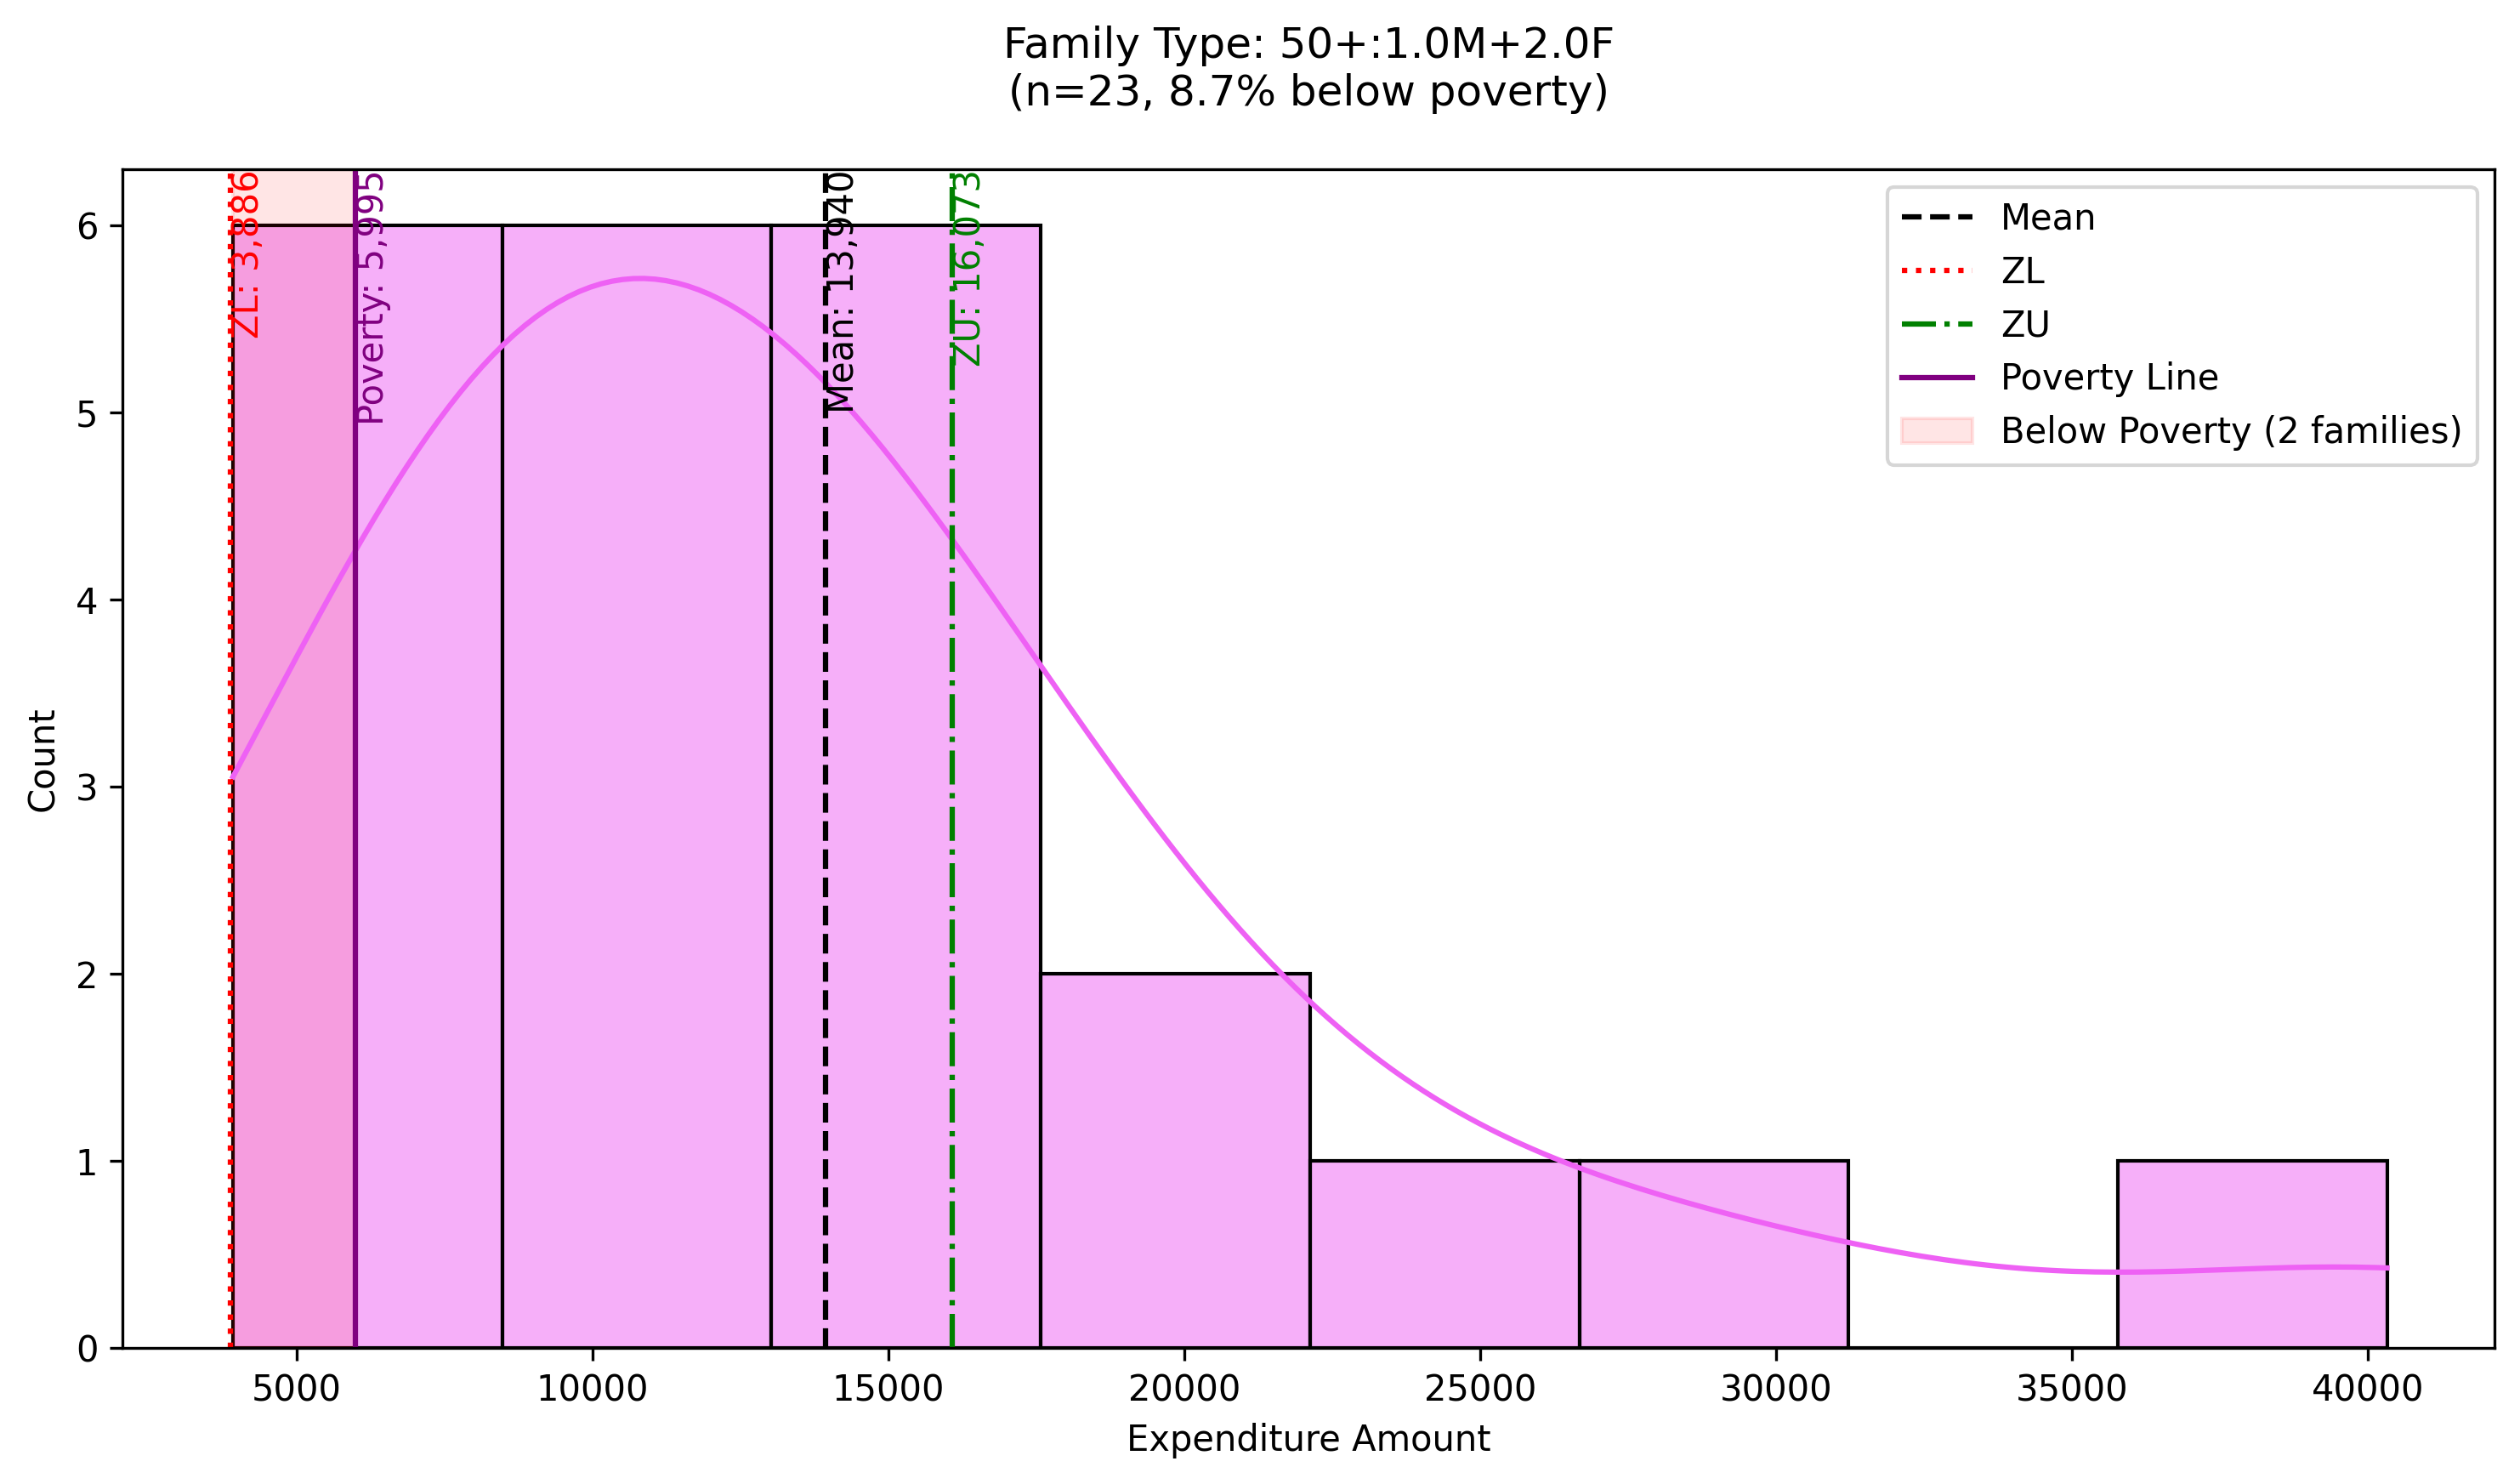 Family Type: 50+:1.0M+2.0F
(n=23, 8.7% below poverty)
ZL: 3,886
Poverty: 5,995
Mean: 13,940
ZU: 16,073
Mean
ZL
ZU
Poverty Line
Below Poverty (2 families)
6
5
4
3
2
1
0
Count
5000 10000 15000 20000 25000 30000 35000 40000
Expenditure Amount